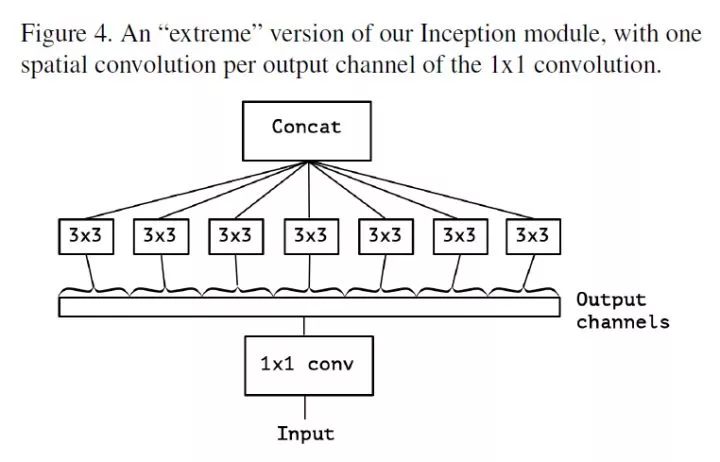 Figure 4. An “extreme” version of our Inception module, with one
spatial convolution per output channel of the 1x1 convolution.
Concat
3x3 3x3 3x3 3x3 3x3 3x3 3x3
Output
channels
1x1 conv
Input